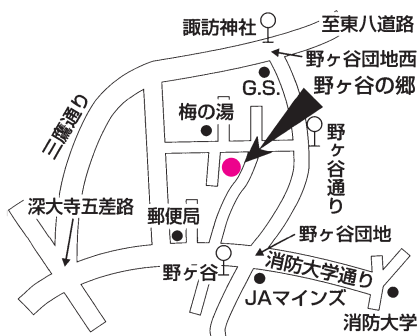 諏訪神社
至東八道路
野ヶ谷団地西
G.S.
野ヶ谷の郷
三鷹通り
梅の湯
野ヶ谷通り
深大寺五差路
郵便局
野ヶ谷団地
野ヶ谷
消防大学通り
JAマインズ
消防大学